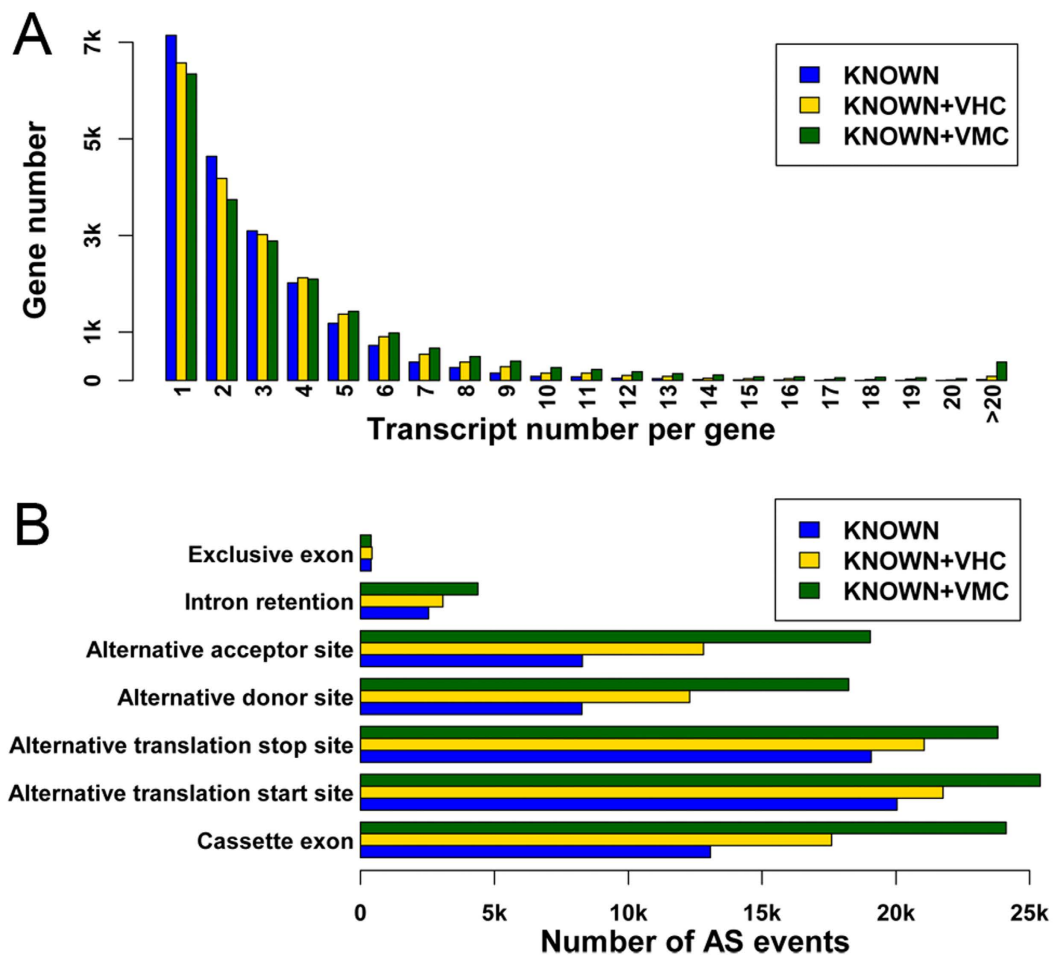 A
Gene number
7k
5k
3k
1k
0
KNOWN
KNOWN+VHC
KNOWN+VMC
1 2 3 4 5 6 7 8 9 10 11 12 13 14 15 16 17 18 19 20 >20
Transcript number per gene
B
KNOWN
KNOWN+VHC
KNOWN+VMC
Exclusive exon
Intron retention
Alternative acceptor site
Alternative donor site
Alternative translation stop site
Alternative translation start site
Cassette exon
0 5k 10k 15k 20k 25k
Number of AS events